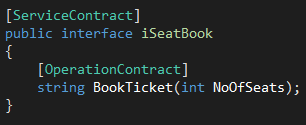 [ServiceContract]
public interface iSeatBook
{
[OperationContract]
string BookTicket(int NoOfSeats);
}